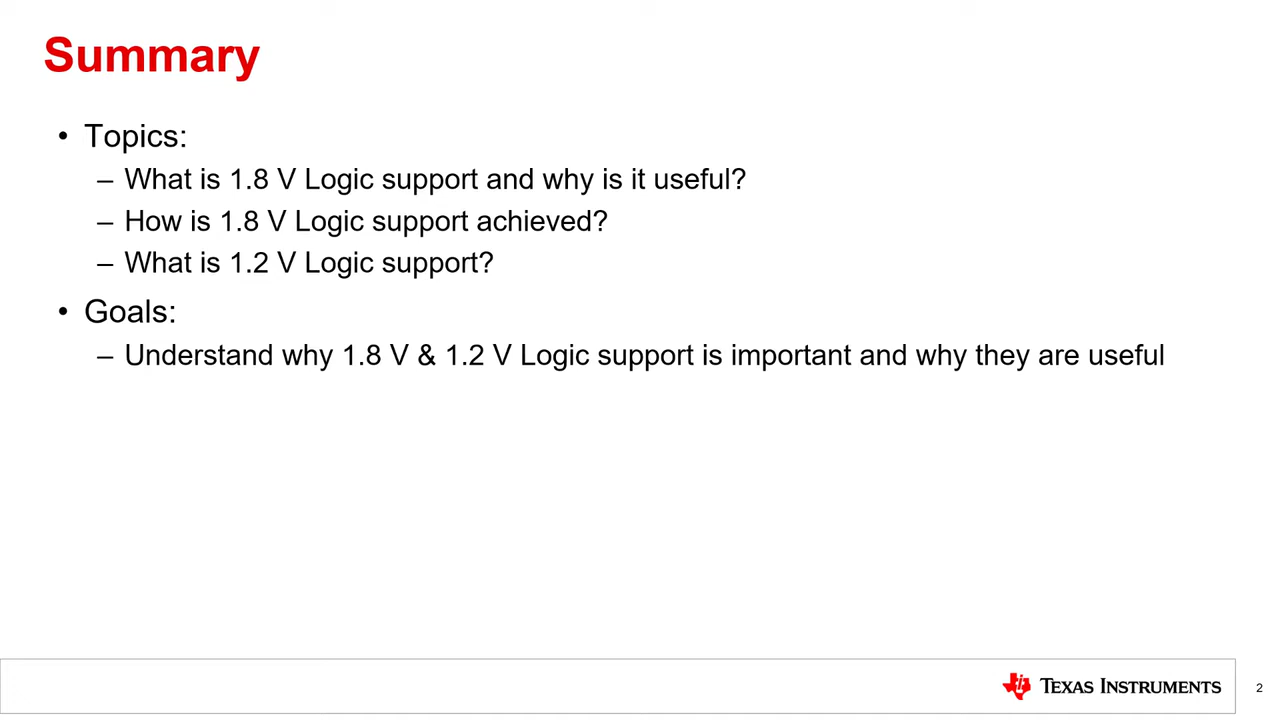 Summary
• Topics:
– What is 1.8 V Logic support and why is it useful?
– How is 1.8 V Logic support achieved?
– What is 1.2 V Logic support?
• Goals:
– Understand why 1.8 V & 1.2 V Logic support is important and why they are useful
TEXAS INSTRUMENTS
2